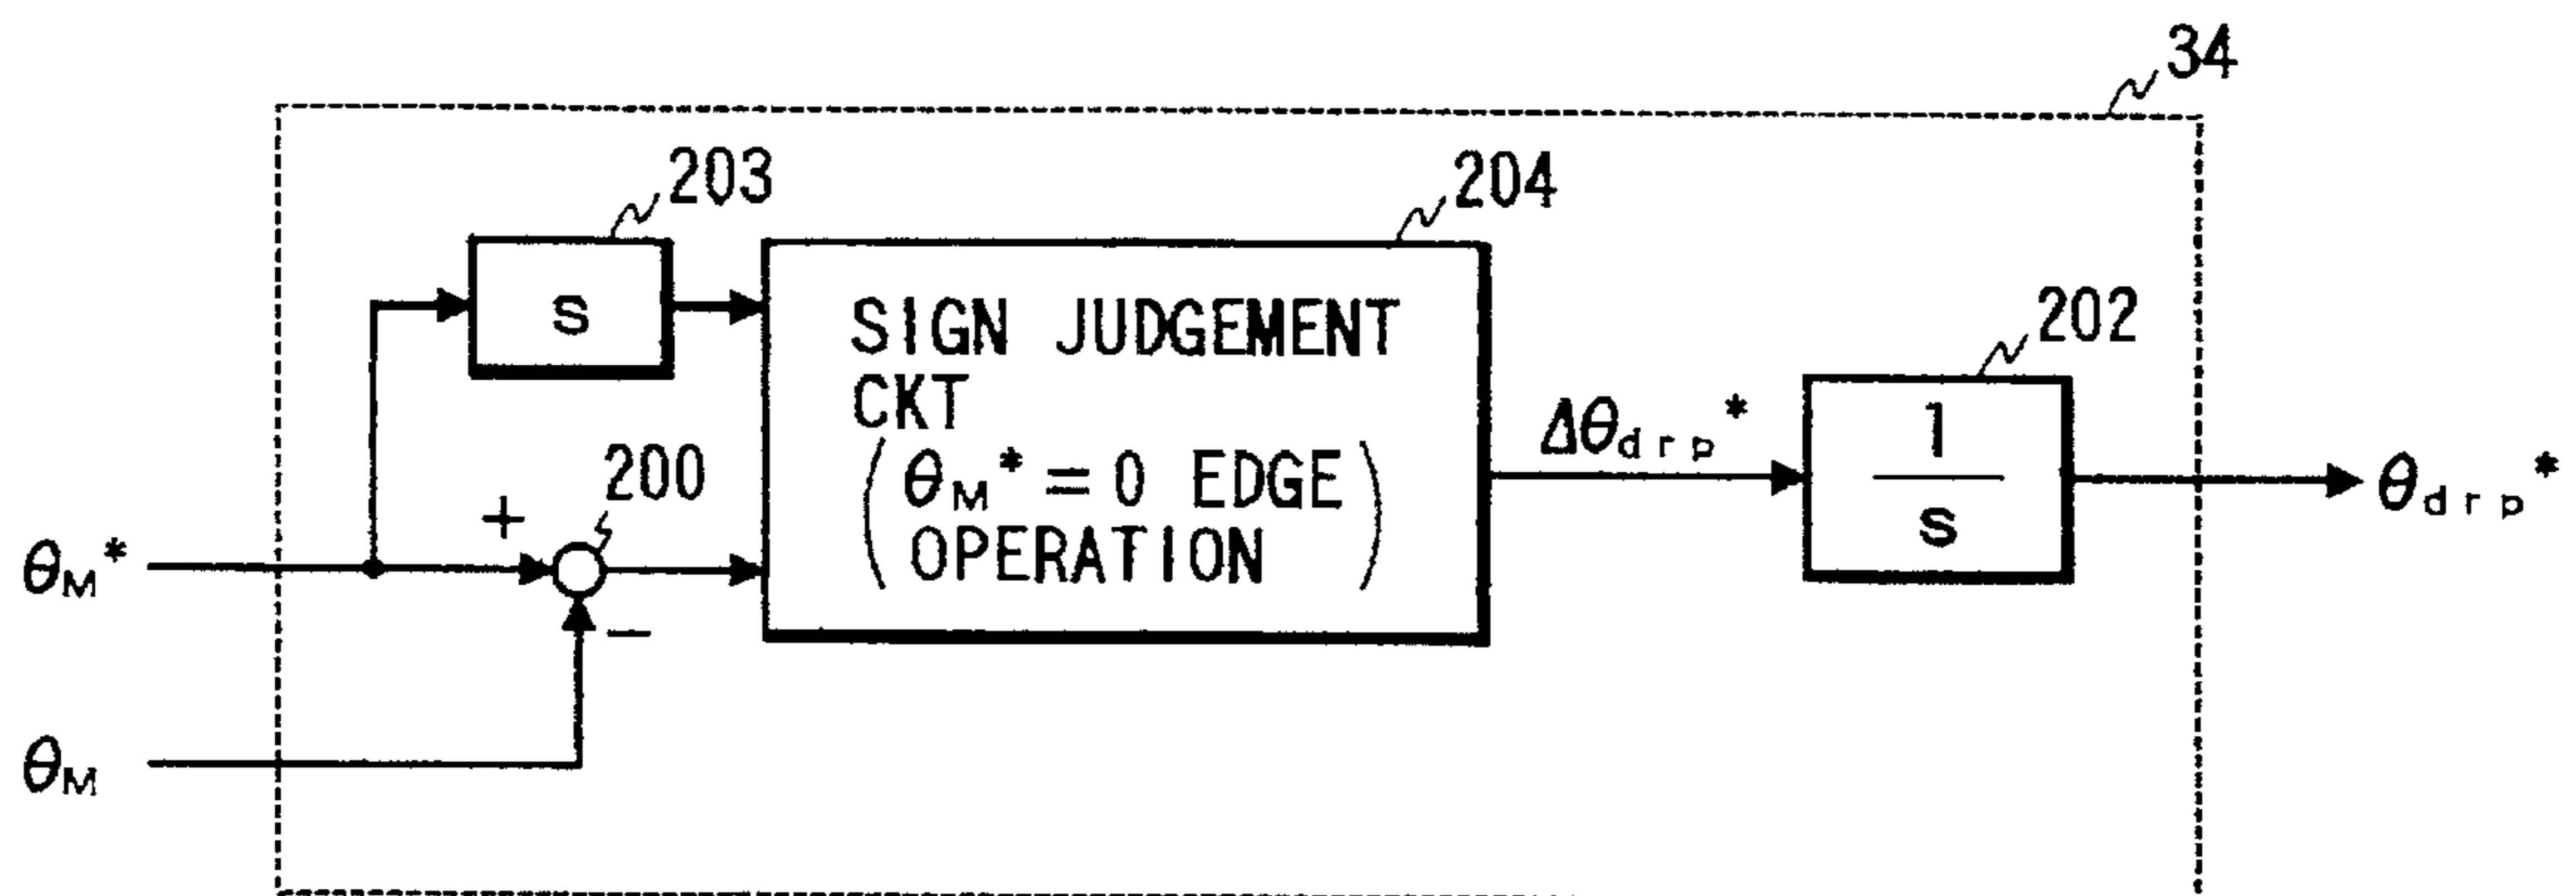 34
203
204
S
SIGN JUDGEMENT
CKT
(θM* = 0 EDGE
OPERATION)
202
1
S
Δθdrp*
θdrp*
200
+
−
θM*
θM